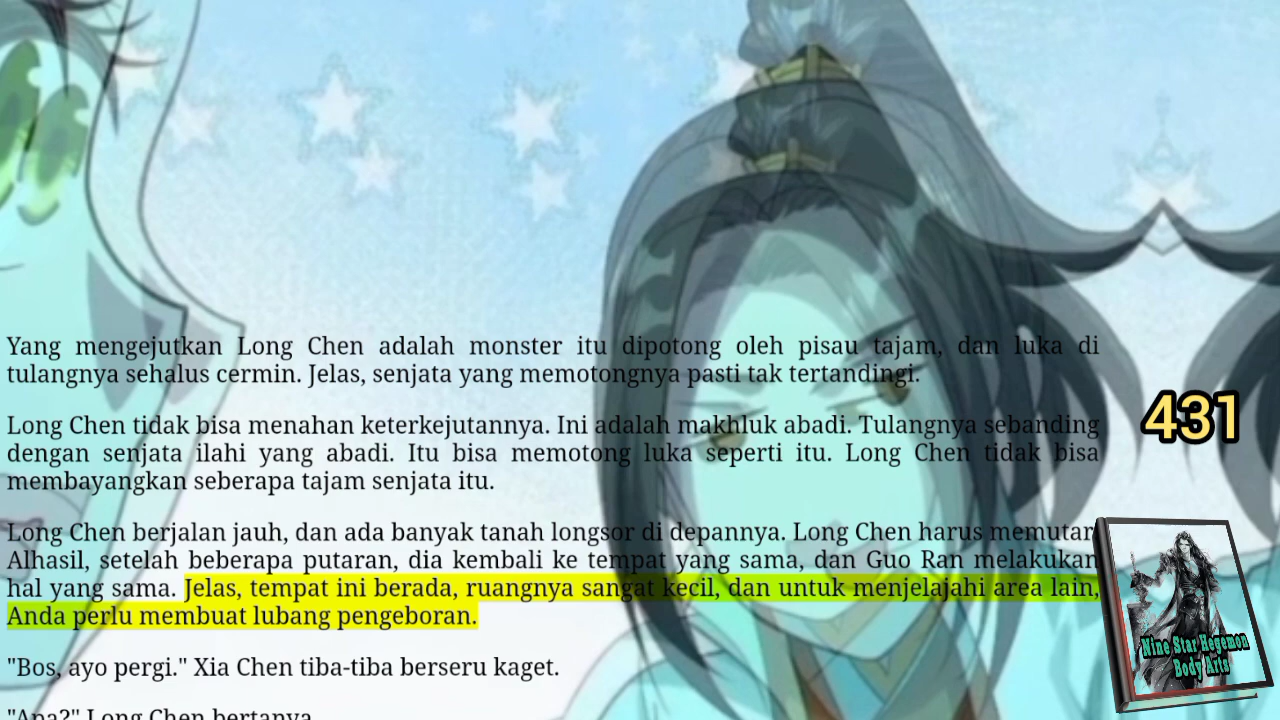 Yang mengejutkan Long Chen adalah monster itu dipotong oleh pisau tajam, dan luka di
tulangnya sehalus cermin. Jelas, senjata yang memotongnya pasti tak tertandingi.
Long Chen tidak bisa menahan keterkejutannya. Ini adalah makhluk abadi. Tulangnya sebanding
dengan senjata ilahi yang abadi. Itu bisa memotong luka seperti itu. Long Chen tidak bisa
membayangkan seberapa tajam senjata itu.
Long Chen berjalan jauh, dan ada banyak tanah longsor di depannya. Long Chen harus memutar.
Alhasil, setelah beberapa putaran, dia kembali ke tempat yang sama, dan Guo Ran melakukan
hal yang sama. Jelas, tempat ini berada, ruangnya sangat kecil, dan untuk menjelajahi area lain,
Anda perlu membuat lubang pengeboran.
"Bos, ayo pergi." Xia Chen tiba-tiba berseru kaget.
"Apa?" Long Chen bertanya.
431
Nine Star Hegemon
Body Arts